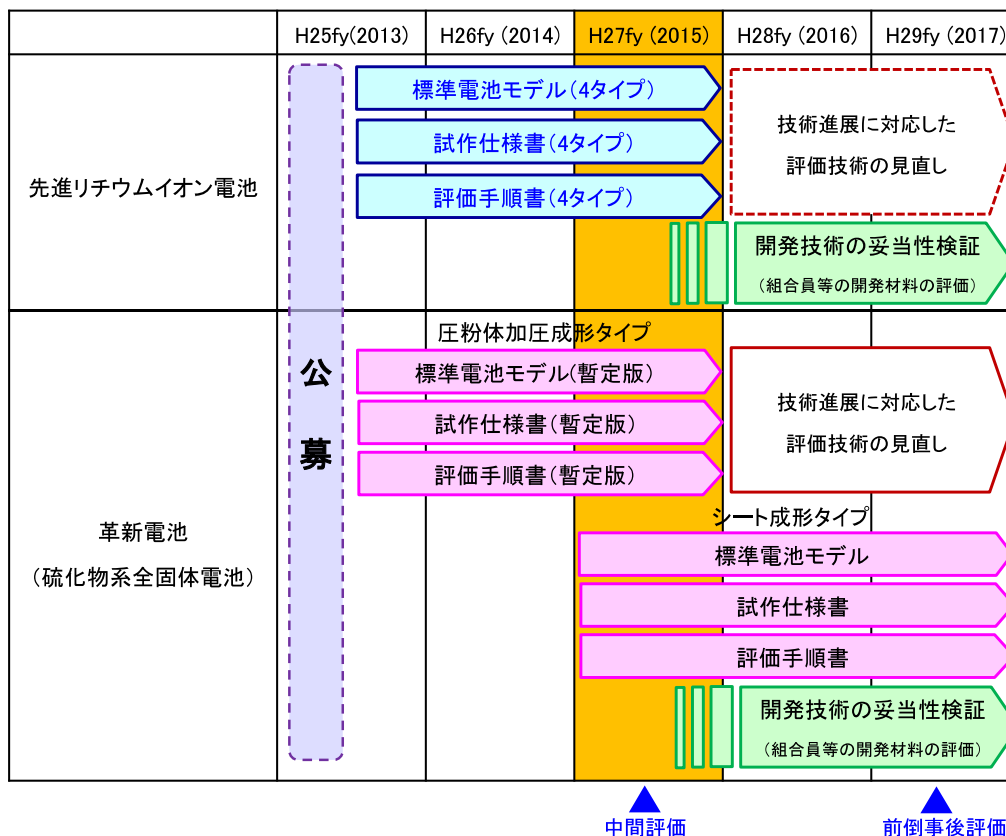 H25fy(2013)
H26fy (2014)
H27fy (2015)
H28fy (2016)
H29fy (2017)
先進リチウムイオン電池
公
募
標準電池モデル(4タイプ)
試作仕様書(4タイプ)
評価手順書(4タイプ)
技術進展に対応した
評価技術の見直し
開発技術の妥当性検証
(組合員等の開発材料の評価)
革新電池
(硫化物系全固体電池)
圧粉体加圧成形タイプ
標準電池モデル(暫定版)
試作仕様書(暫定版)
評価手順書(暫定版)
技術進展に対応した
評価技術の見直し
シート成形タイプ
標準電池モデル
試作仕様書
評価手順書
開発技術の妥当性検証
(組合員等の開発材料の評価)
中間評価
前倒事後評価